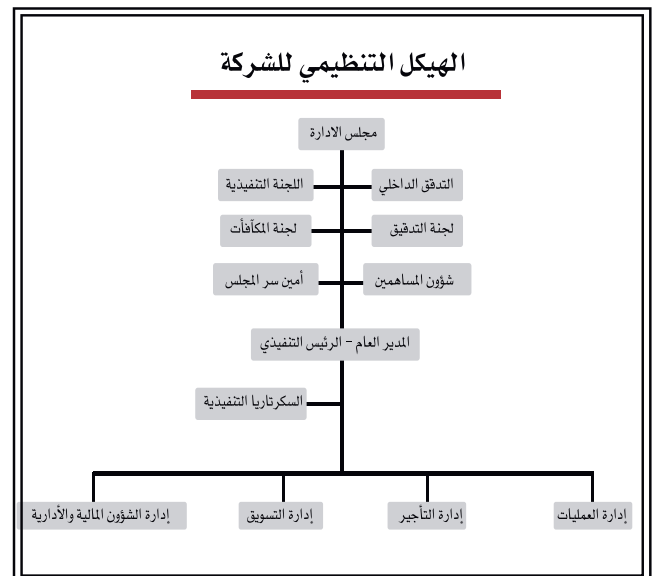 الهيكل التنظيمي للشركة
مجلس الادارة
التدقق الداخلي
اللجنة التنفيذية
لجنة التدقيق
لجنة المكآفأت
شؤون المساهمين
أمين سر المجلس
المدير العام - الرئيس التنفيذي
السكرتاريا التنفيذية
إدارة العمليات
إدارة التأجير
إدارة التسويق
إدارة الشؤون المالية والأدارية